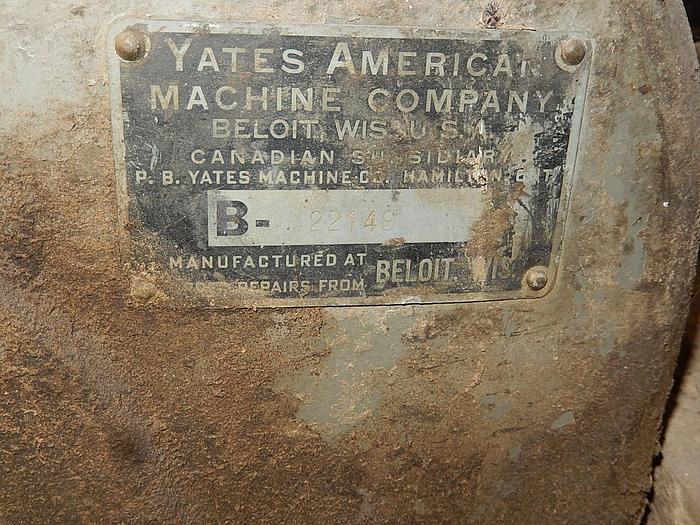 YATES AMERICAN
MACHINE COMPANY
BELOIT, WIS. U.S.A.
CANADIAN SUBSIDIARY
P. B. YATES MACHINE CO. HAMILTON, ONT.
B- 22149
MANUFACTURED AT BELOIT, WIS
REPAIRS FROM